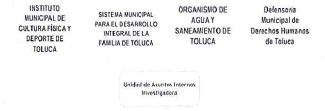 INSTITUTO
MUNICIPAL DE
CULTURA FÍSICA Y
DEPORTE DE
TOLUCA
SISTEMA MUNICIPAL
PARA EL DESARROLLO
INTEGRAL DE LA
FAMILIA DE TOLUCA
ORGANISMO DE
AGUA Y
SANEAMIENTO DE
TOLUCA
Defensoría
Municipal de
Derechos Humanos
de Toluca
Unidad de Asuntos Internos
Investigadora